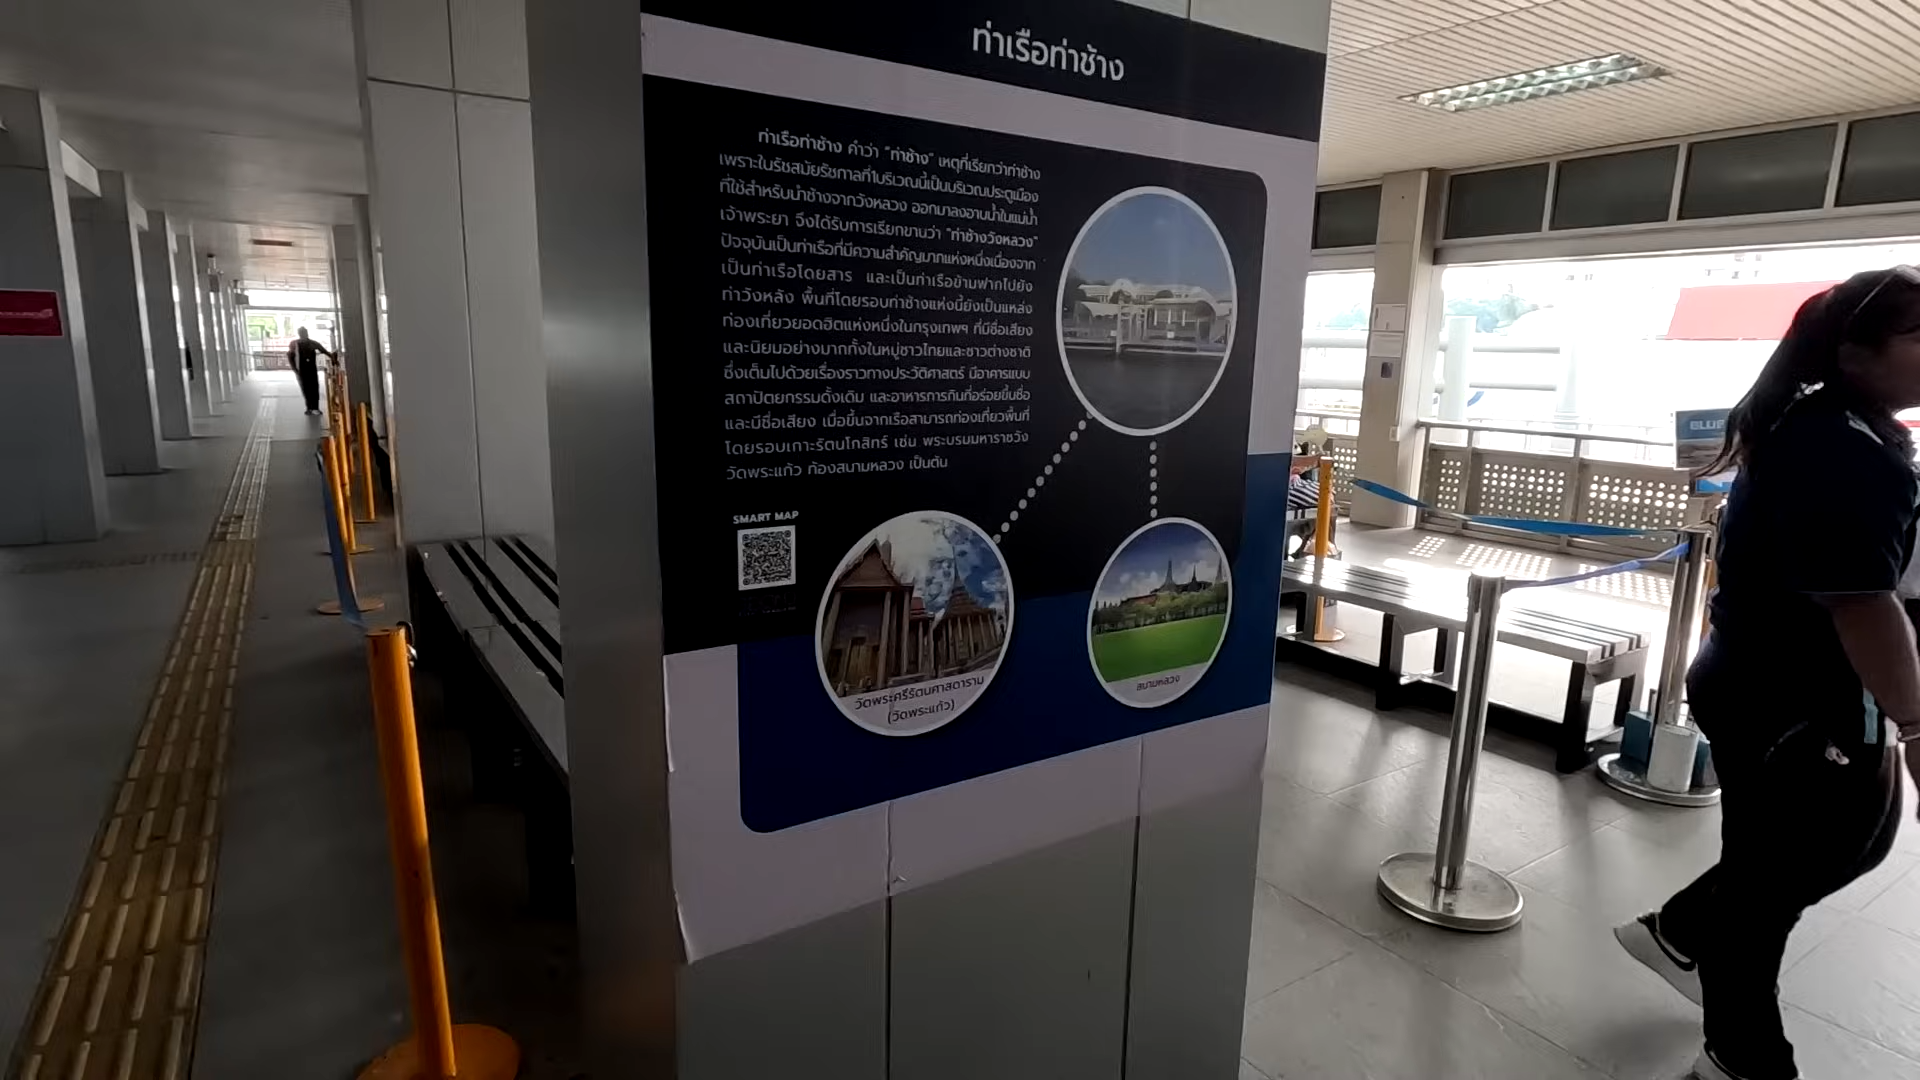 ท่าเรือท่าช้าง
ท่าเรือท่าช้าง คำว่า "ท่าช้าง" เหตุที่เรียกว่าท่าช้าง
เพราะในรัชสมัยรัชกาลที่1บริเวณนี้เป็นบริเวณประตูเมือง
ที่ใช้สำหรับนำช้างจากวังหลวง ออกมาลงอาบน้ำในแม่น้ำ
เจ้าพระยา จึงได้รับการเรียกขานว่า "ท่าช้างวังหลวง"
ปัจจุบันเป็นท่าเรือที่มีความสำคัญมากแห่งหนึ่งเนื่องจาก
เป็นท่าเรือโดยสาร และเป็นท่าเรือข้ามฟากไปยัง
ท่าวังหลัง พื้นที่โดยรอบท่าช้างแห่งนี้ยังเป็นแหล่ง
ท่องเที่ยวยอดฮิตแห่งหนึ่งในกรุงเทพฯ ที่มีชื่อเสียง
และนิยมอย่างมากทั้งในหมู่ชาวไทยและชาวต่างชาติ
ซึ่งเต็มไปด้วยเรื่องราวทางประวัติศาสตร์ มีอาคารแบบ
สถาปัตยกรรมดั้งเดิม และอาหารการกินที่อร่อยขึ้นชื่อ
และมีชื่อเสียง เมื่อขึ้นจากเรือสามารถท่องเที่ยวพื้นที่
โดยรอบเกาะรัตนโกสิทร์ เช่น พระบรมมหาราชวัง
วัดพระแก้ว ท้องสนามหลวง เป็นต้น
SMART MAP
วัดพระศรีรัตนศาสดาราม
(วัดพระแก้ว)
สนามหลวง
BLUE